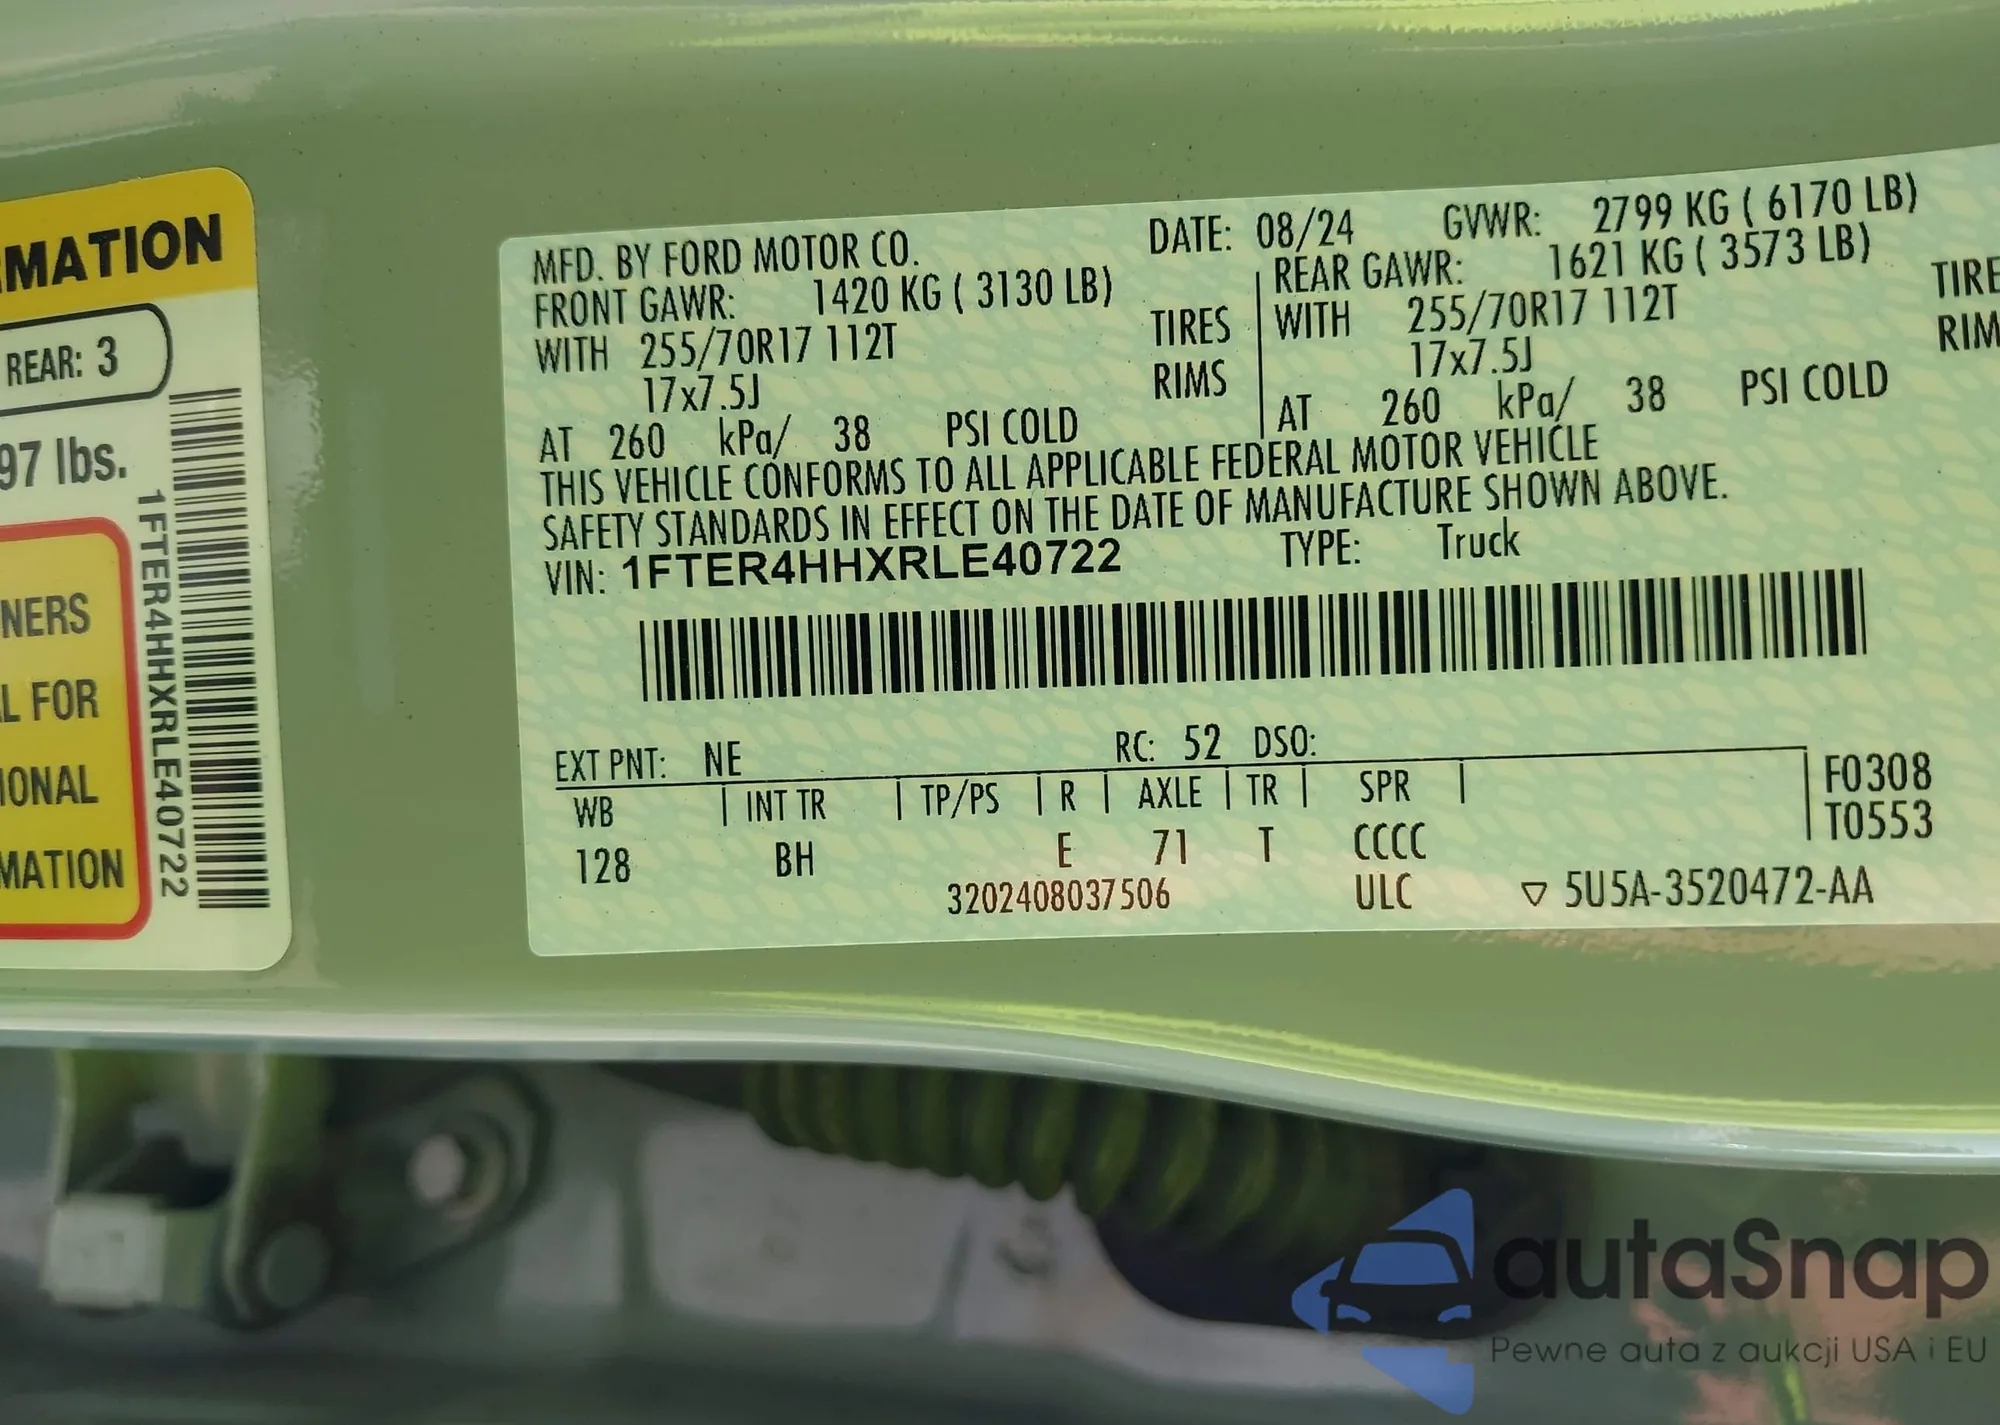 RMATION
REAR: 3
97 lbs.
NERS
L FOR
IONAL
MATION
1FTER4HHXRLE40722
MFD. BY FORD MOTOR CO. DATE: 08/24 GVWR: 2799 KG ( 6170 LB)
FRONT GAWR: 1420 KG ( 3130 LB) REAR GAWR: 1621 KG ( 3573 LB)
WITH 255/70R17 112T TIRES WITH 255/70R17 112T TIRE
17x7.5J RIMS 17x7.5J RIM
AT 260 kPa/ 38 PSI COLD AT 260 kPa/ 38 PSI COLD
THIS VEHICLE CONFORMS TO ALL APPLICABLE FEDERAL MOTOR VEHICLE
SAFETY STANDARDS IN EFFECT ON THE DATE OF MANUFACTURE SHOWN ABOVE.
VIN: 1FTER4HHXRLE40722 TYPE: Truck
EXT PNT: NE RC: 52 DSO:
WB INT TR TP/PS R AXLE TR SPR F0308
T0553
128 BH E 71 T CCCC
3202408037506 ULC ▽ 5U5A-3520472-AA
autaSnap
Pewne auta z aukcji USA i EU